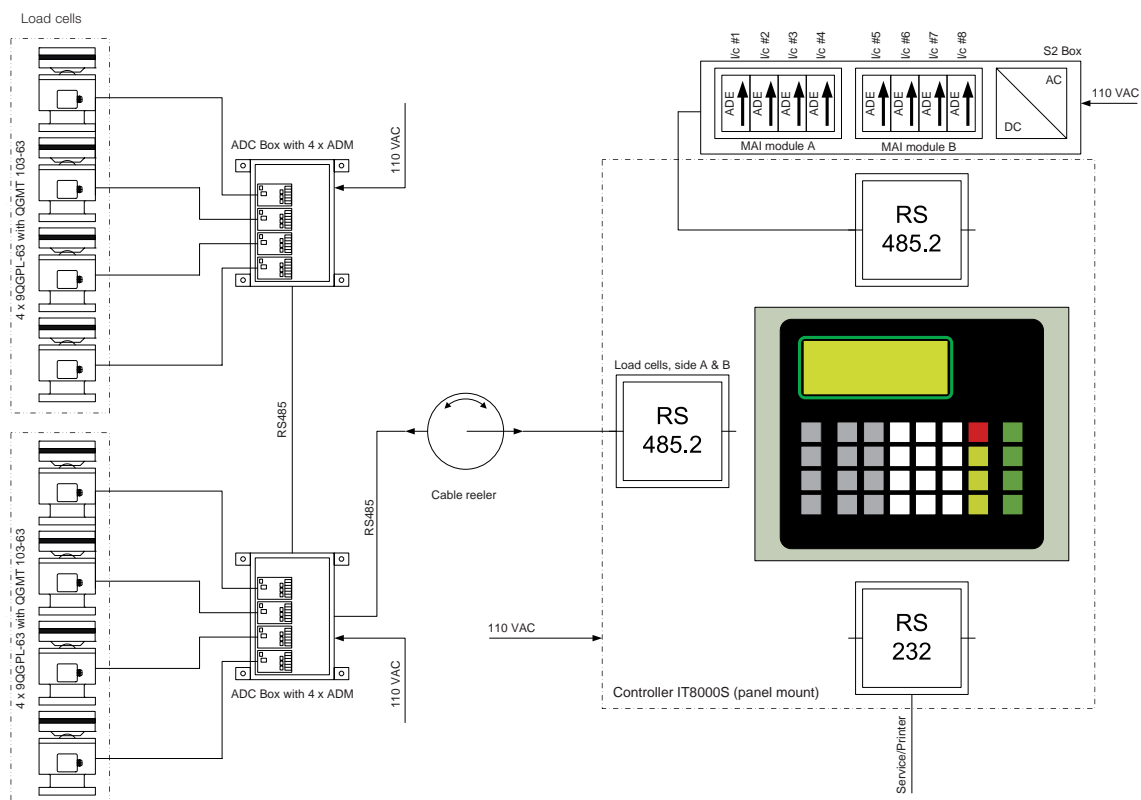 Load cells
4 x 9QGPL-63 with QGMT 103-63
ADC Box with 4 x ADM
110 VAC
RS485
4 x 9QGPL-63 with QGMT 103-63
ADC Box with 4 x ADM
110 VAC
RS485
Cable reeler
l/c #1
l/c #2
l/c #3
l/c #4
l/c #5
l/c #6
l/c #7
l/c #8
S2 Box
ADE
ADE
ADE
ADE
ADE
ADE
ADE
ADE
AC
DC
110 VAC
MAI module A
MAI module B
RS
485.2
Load cells, side A & B
RS
485.2
110 VAC
RS
232
Controller IT8000S (panel mount)
Service/Printer